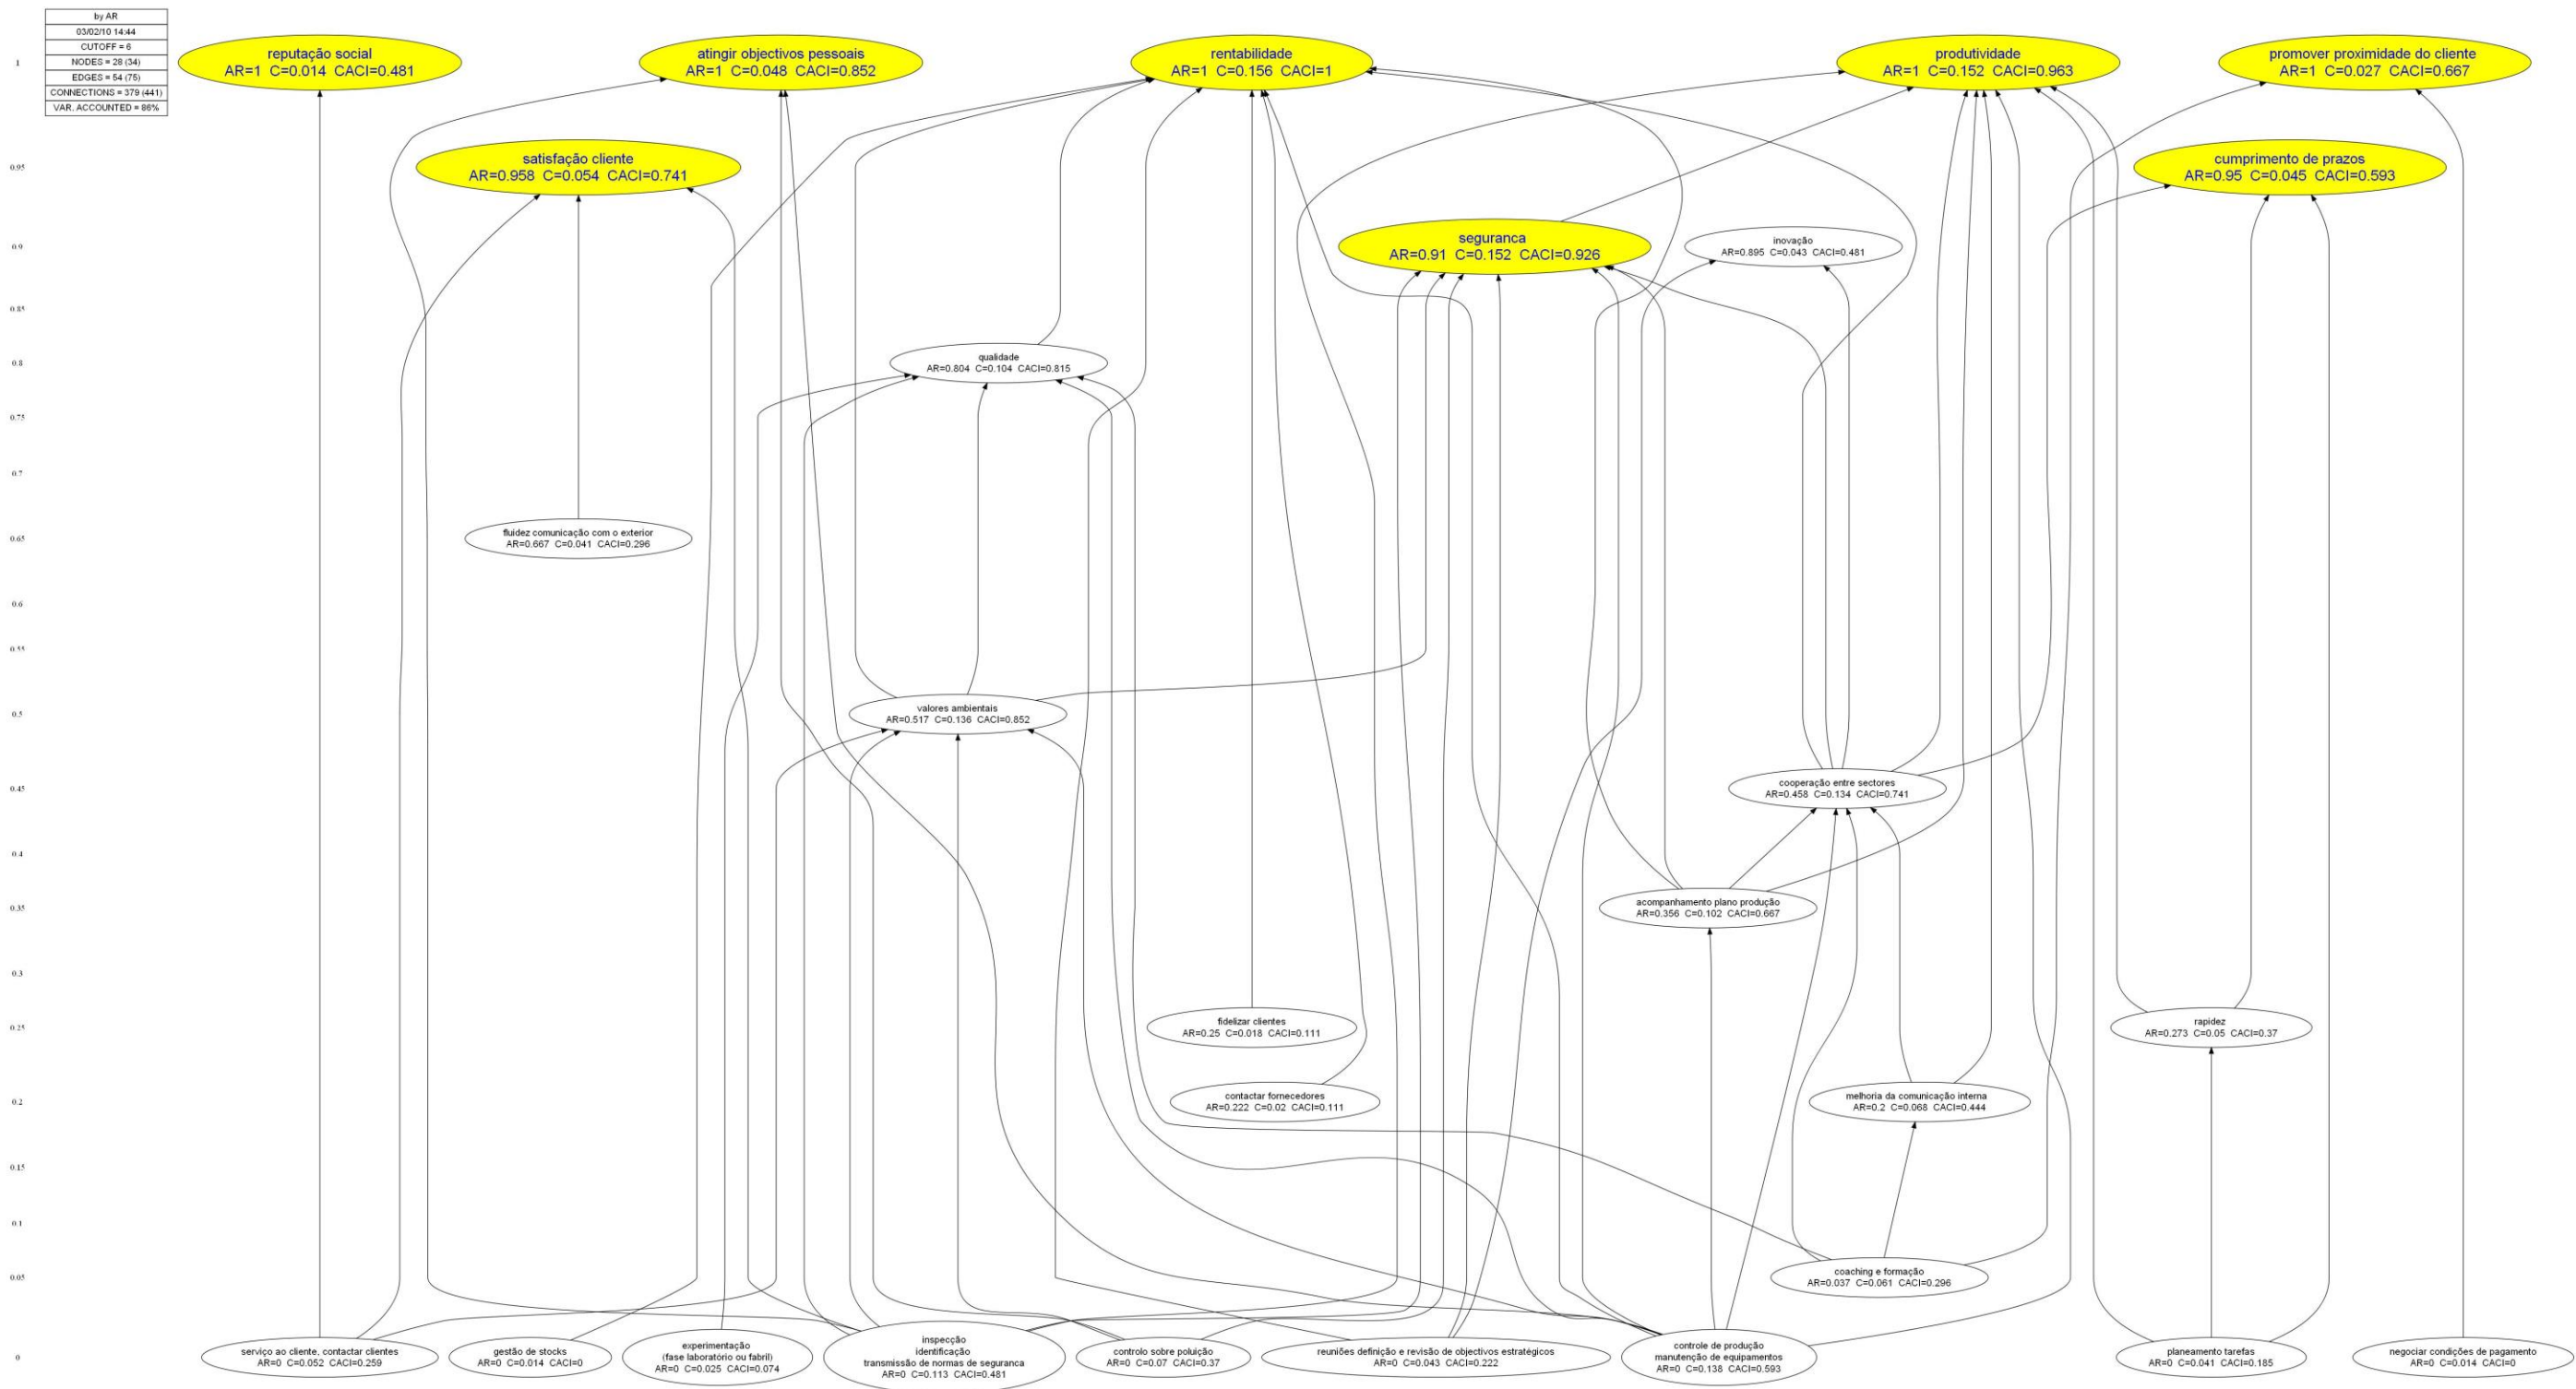 by AR
03/02/10 14:44
CUTOFF = 6
NODES = 28 (34)
EDGES = 54 (75)
CONNECTIONS = 379 (441)
VAR. ACCOUNTED = 86%
1
0.95
0.9
0.85
0.8
0.75
0.7
0.65
0.6
0.55
0.5
0.45
0.4
0.35
0.3
0.25
0.2
0.15
0.1
0.05
0
reputação social
AR=1 C=0.014 CACI=0.481
atingir objectivos pessoais
AR=1 C=0.048 CACI=0.852
rentabilidade
AR=1 C=0.156 CACI=1
produtividade
AR=1 C=0.152 CACI=0.963
promover proximidade do cliente
AR=1 C=0.027 CACI=0.667
satisfação cliente
AR=0.958 C=0.054 CACI=0.741
cumprimento de prazos
AR=0.95 C=0.045 CACI=0.593
seguranca
AR=0.91 C=0.152 CACI=0.926
inovação
AR=0.895 C=0.043 CACI=0.481
qualidade
AR=0.804 C=0.104 CACI=0.815
fluidez comunicação com o exterior
AR=0.667 C=0.041 CACI=0.296
valores ambientais
AR=0.517 C=0.136 CACI=0.852
cooperação entre sectores
AR=0.458 C=0.134 CACI=0.741
acompanhamento plano produção
AR=0.356 C=0.102 CACI=0.667
fidelizar clientes
AR=0.25 C=0.018 CACI=0.111
rapidez
AR=0.273 C=0.05 CACI=0.37
contactar fornecedores
AR=0.222 C=0.02 CACI=0.111
melhoria da comunicação interna
AR=0.2 C=0.068 CACI=0.444
coaching e formação
AR=0.037 C=0.061 CACI=0.296
serviço ao cliente, contactar clientes
AR=0 C=0.052 CACI=0.259
gestão de stocks
AR=0 C=0.014 CACI=0
experimentação
(fase laboratório ou fabril)
AR=0 C=0.025 CACI=0.074
inspecção
identificação
transmissão de normas de seguranca
AR=0 C=0.113 CACI=0.481
controlo sobre poluição
AR=0 C=0.07 CACI=0.37
reuniões definição e revisão de objectivos estratégicos
AR=0 C=0.043 CACI=0.222
controle de produção
manutenção de equipamentos
AR=0 C=0.138 CACI=0.593
planeamento tarefas
AR=0 C=0.041 CACI=0.185
negociar condições de pagamento
AR=0 C=0.014 CACI=0